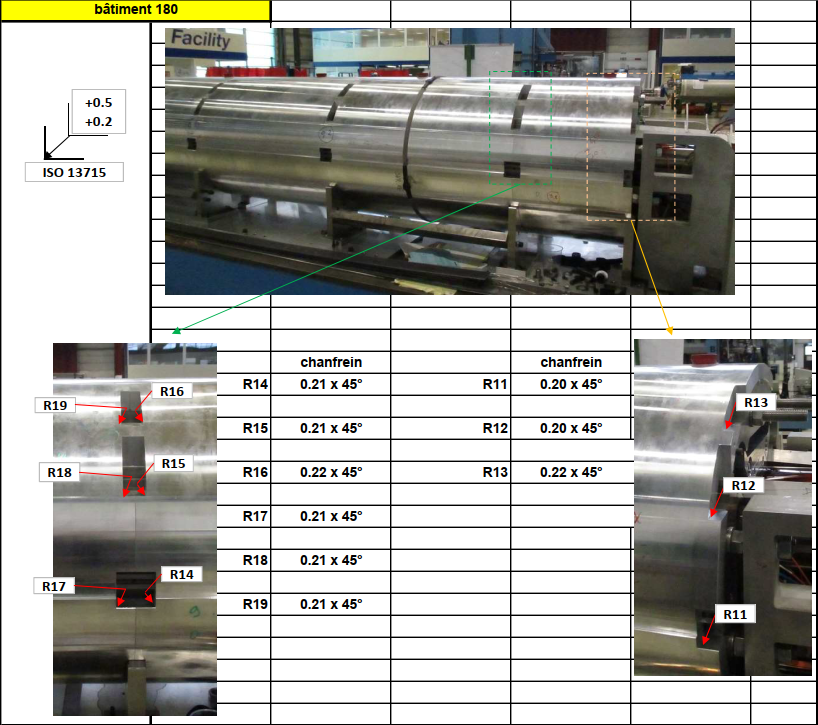 bâtiment 180
Facility
+0.5
+0.2
ISO 13715
chanfrein chanfrein
R14 0.21 x 45° R11 0.20 x 45°
R15 0.21 x 45° R12 0.20 x 45°
R16 0.22 x 45° R13 0.22 x 45°
R17 0.21 x 45°
R18 0.21 x 45°
R19 0.21 x 45°
R16
R19
R15
R18
R14
R17
R13
R12
R11